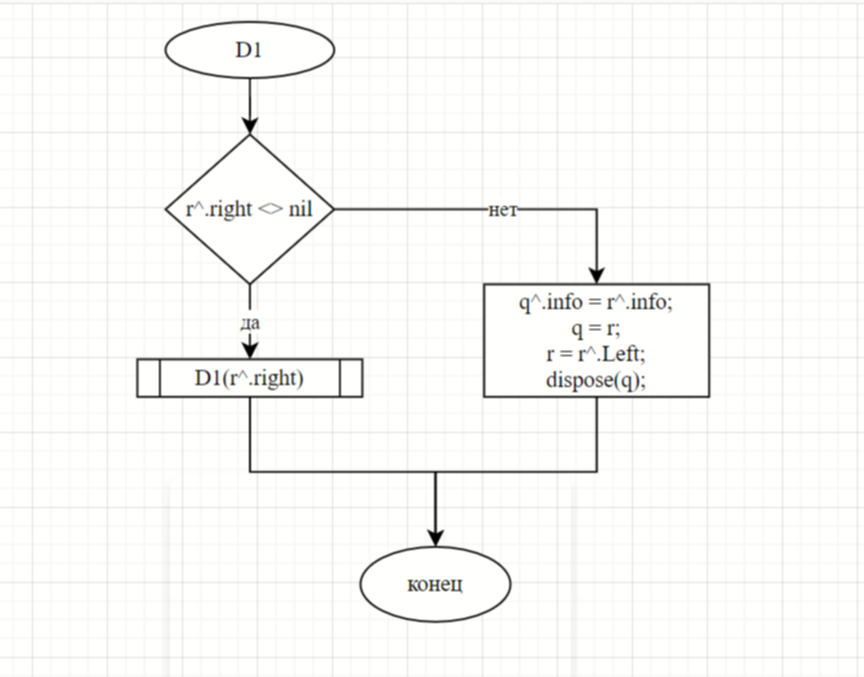 D1
r^.right <> nil
нет
q^.info = r^.info;
q = r;
r = r^.Left;
dispose(q);
да
D1(r^.right)
конец